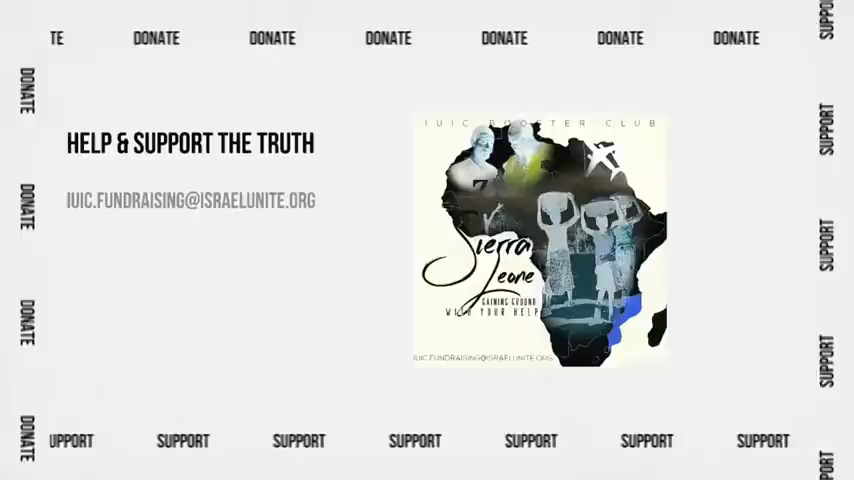 TE DONATE DONATE DONATE DONATE DONATE DONATE
DONATE
DONATE
DONATE
DONATE
HELP & SUPPORT THE TRUTH
IUIC.FUNDRAISING@ISRAELUNITE.ORG
IUIC BOOSTER CLUB
Sierra
Leone
GAINING GROUND
WITH YOUR HELP
IUIC.FUNDRAISING@ISRAELUNITE.ORG
SUPPO
SUPPORT
SUPPORT
SUPPORT
PORT
UPPORT SUPPORT SUPPORT SUPPORT SUPPORT SUPPORT SUPPORT